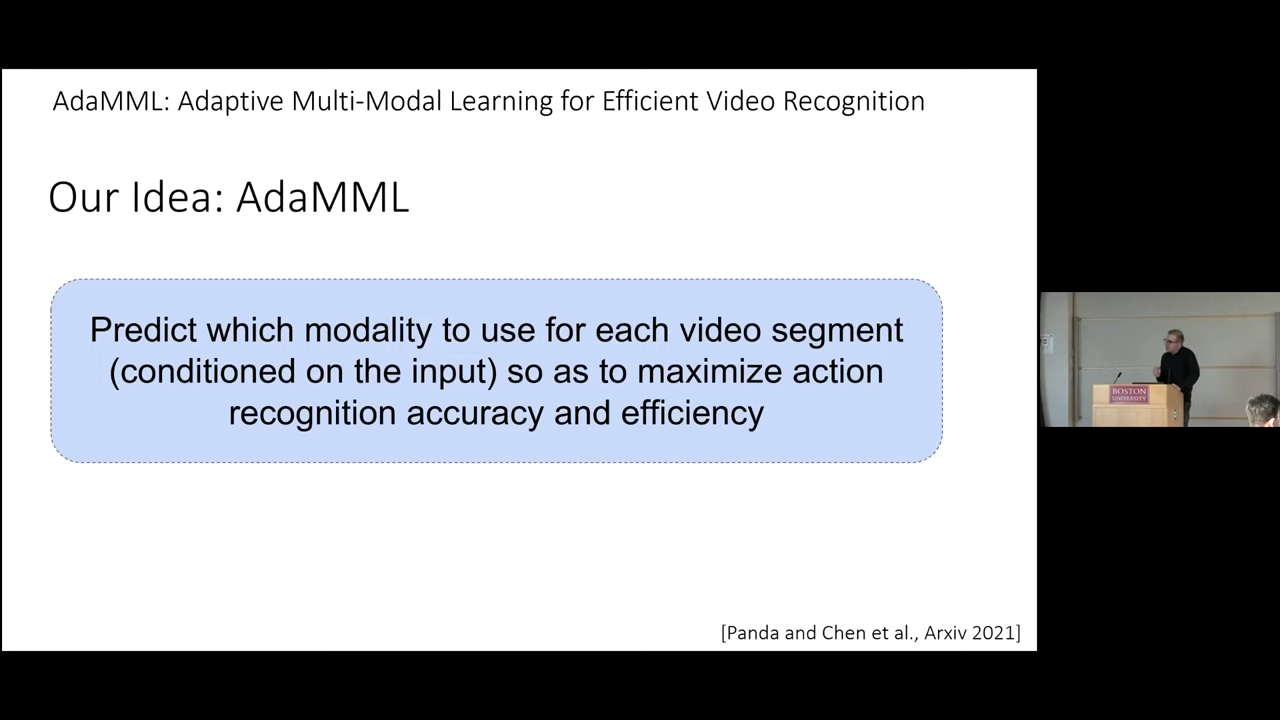 AdaMML: Adaptive Multi-Modal Learning for Efficient Video Recognition
Our Idea: AdaMML
Predict which modality to use for each video segment
(conditioned on the input) so as to maximize action
recognition accuracy and efficiency
[Panda and Chen et al., Arxiv 2021]
BOSTON
UNIVERSITY